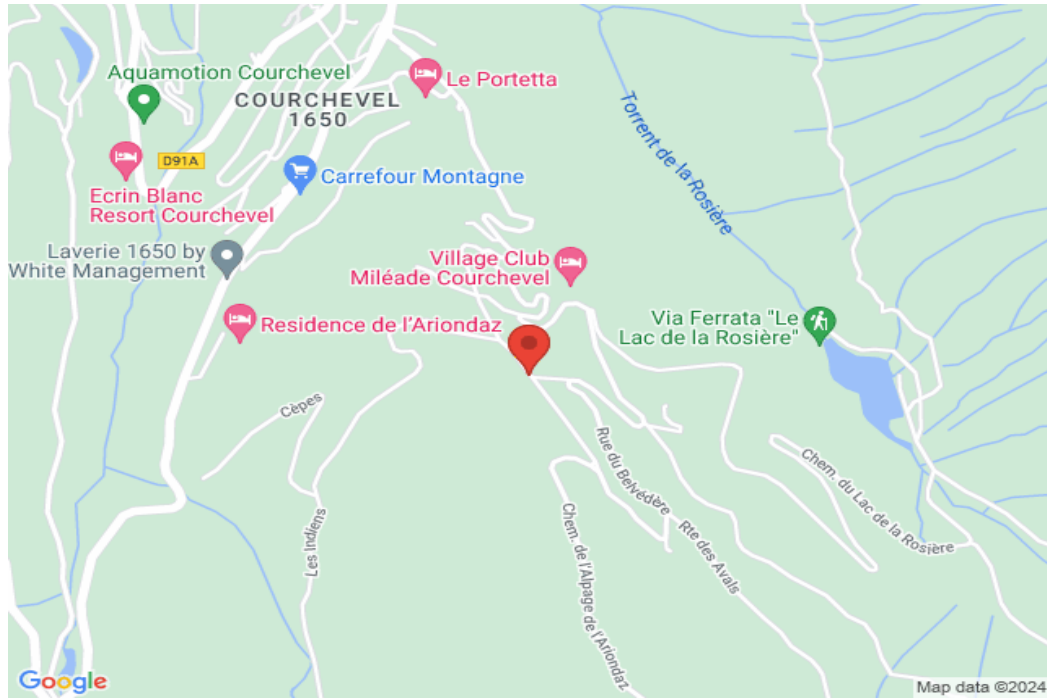 Aquamotion Courchevel
COURCHEVEL
1650
Le Portetta
D91A
Carrefour Montagne
Ecrin Blanc
Resort Courchevel
Laverie 1650 by
White Management
Torrent de la Rosière
Village Club
Miléade Courchevel
Residence de l'Ariondaz
Via Ferrata "Le
Lac de la Rosière"
Cèpes
Les Indiens
Rue du Belvédère
Rte des Avals
Chem. du Lac de la Rosière
Chem. de l'Alpage de l'Ariondaz
Google
Map data ©2024